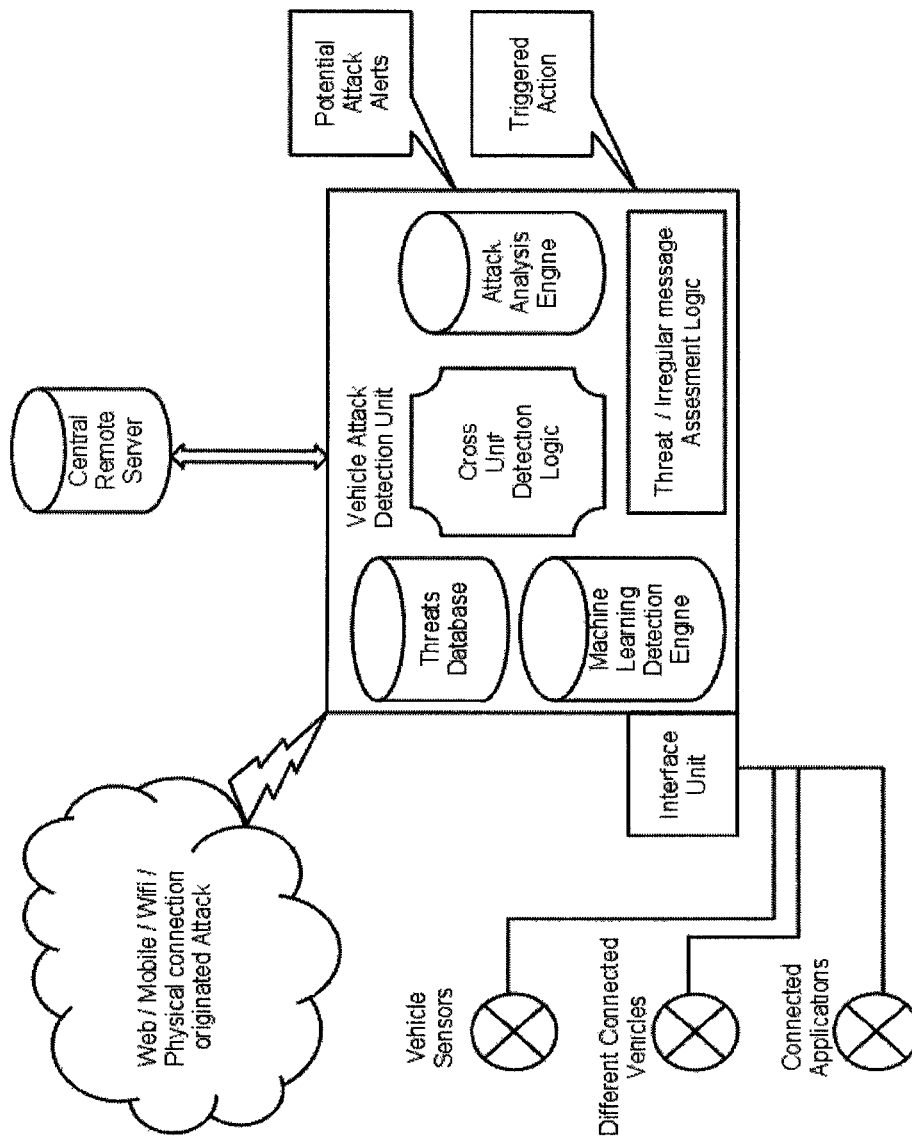 Web / Mobile / Wifi /
Physical connection
originated Attack
Central
Remote
Server
Potential
Attack
Alerts
Triggered
Action
Vehicle Attack
Detection Unit
Threats
Database
Cross
Unit
Detection
Logic
Attack
Analysis
Engine
Machine
Learning
Detection
Engine
Threat / Irregular message
Assesment Logic
Interface
Unit
Vehicle
Sensors
Different Connected
Venicles
Connected
Applications